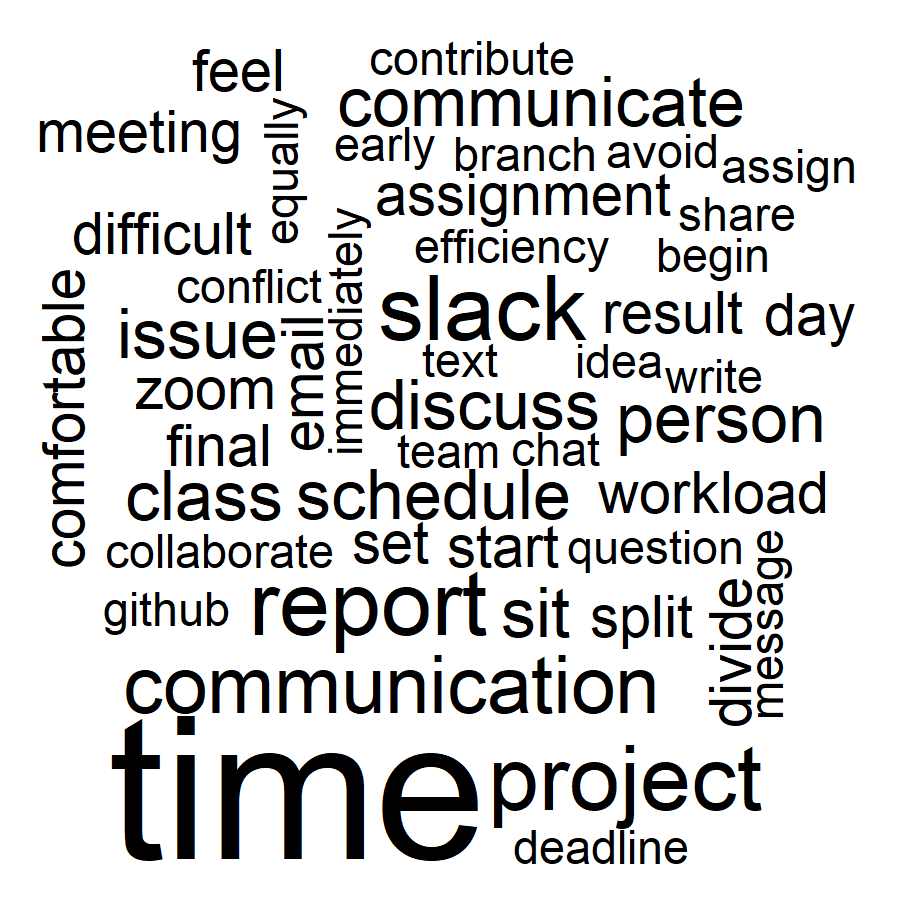 feel
contribute
communicate
meeting
equally
early
branch
avoid
assign
assignment
share
difficult
immediately
efficiency
begin
comfortable
conflict
slack
result
day
issue
email
text
idea
write
zoom
discuss
person
final
team
chat
class
schedule
workload
collaborate
set
start
question
message
github
report
sit
split
divide
communication
time
project
deadline